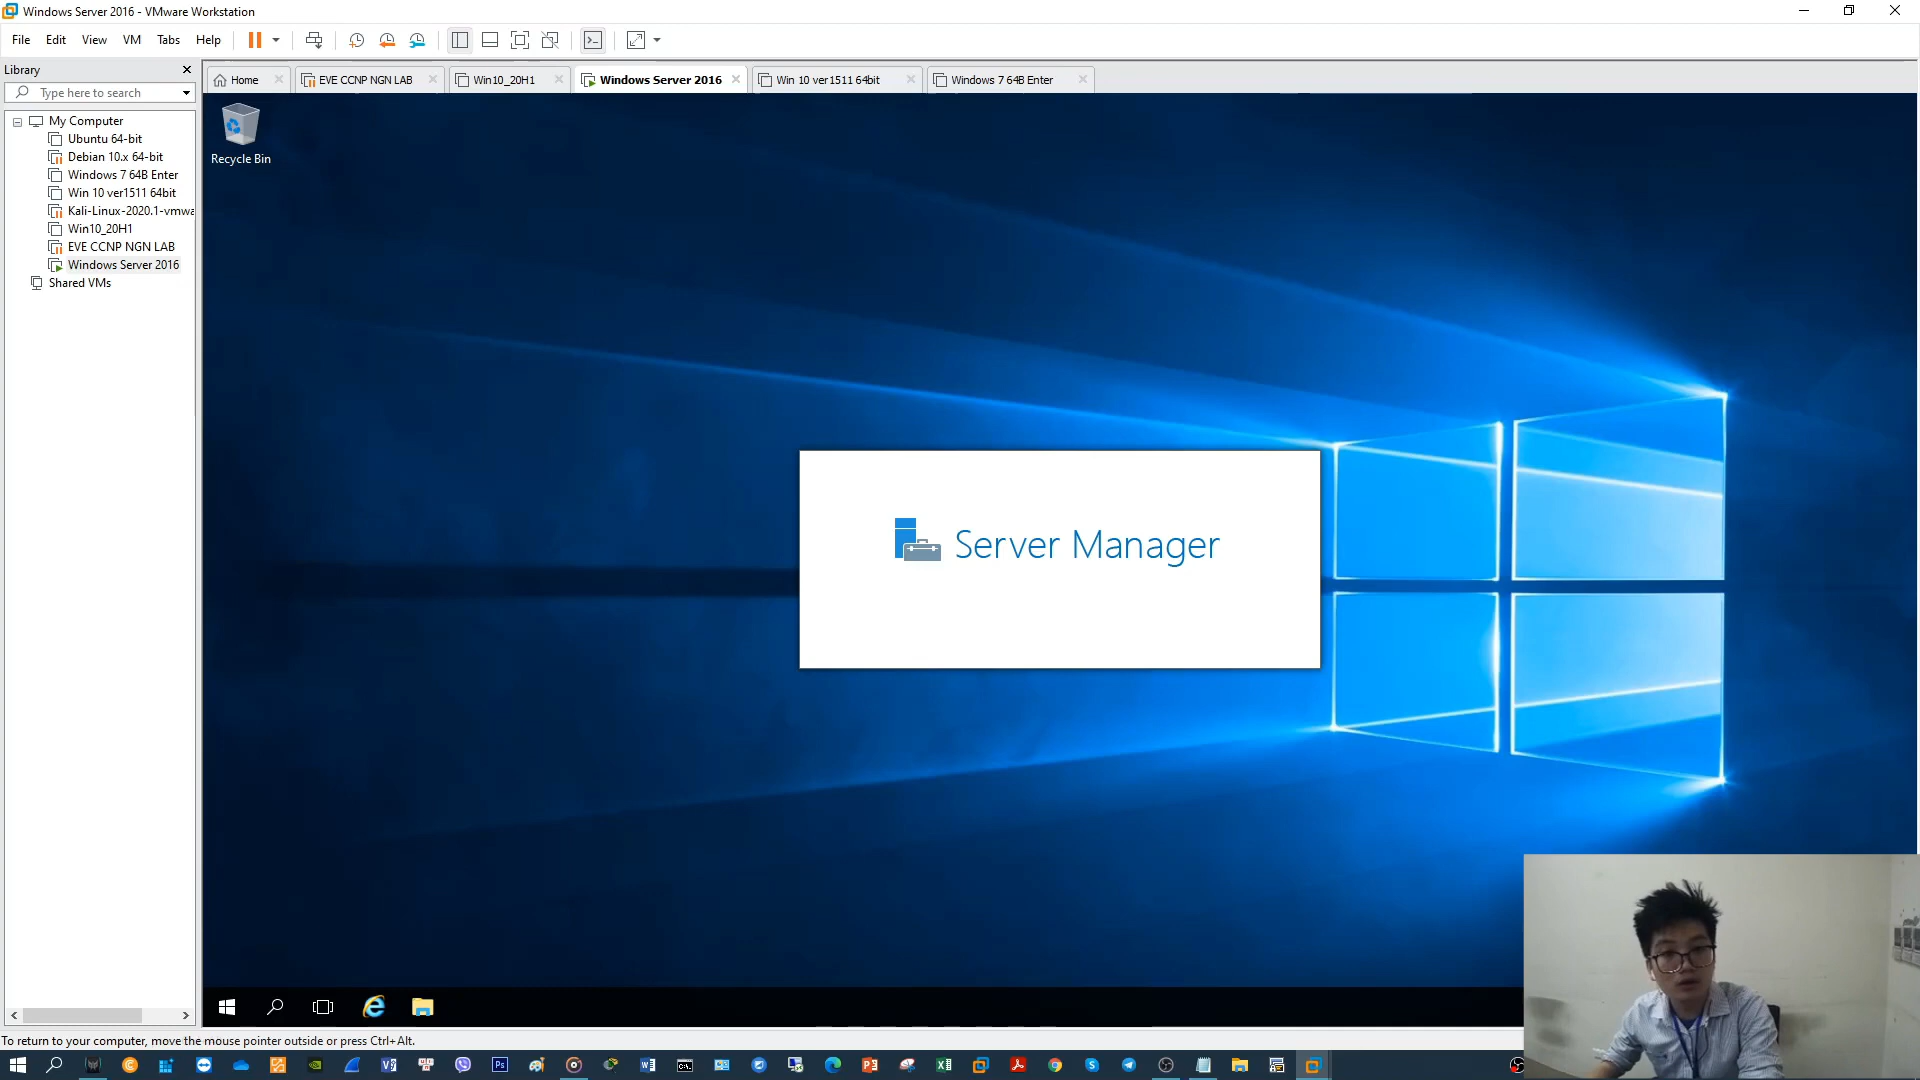 Windows Server 2016 - VMware Workstation
File Edit View VM Tabs Help
Library
Type here to search
Home
EVE CCNP NGN LAB
Win10_20H1
Windows Server 2016
Win 10 ver1511 64bit
Windows 7 64B Enter
My Computer
Ubuntu 64-bit
Debian 10.x 64-bit
Windows 7 64B Enter
Win 10 ver1511 64bit
Kali-Linux-2020.1-vmwa
Win10_20H1
EVE CCNP NGN LAB
Windows Server 2016
Shared VMs
Recycle Bin
Server Manager
To return to your computer, move the mouse pointer outside or press Ctrl+Alt.